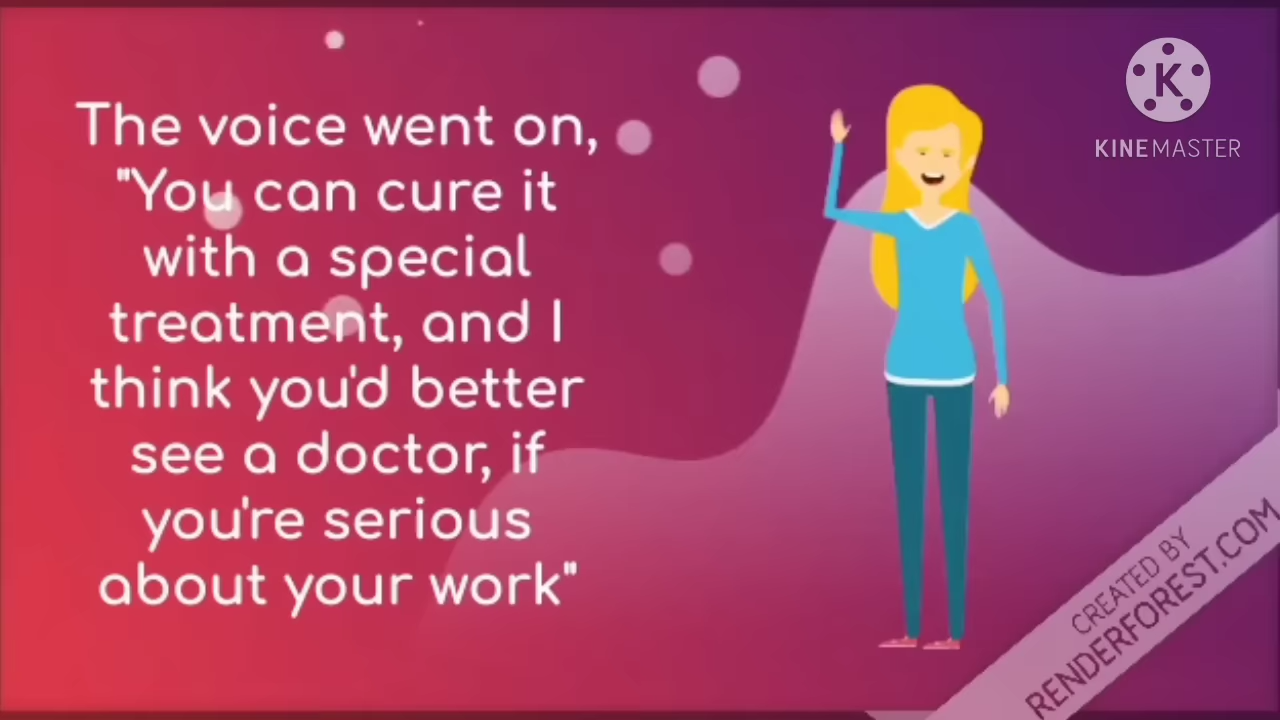 The voice went on,
"You can cure it
with a special
treatment, and I
think you'd better
see a doctor, if
you're serious
about your work"
K
KINEMASTER
CREATED BY
RENDERFOREST.COM